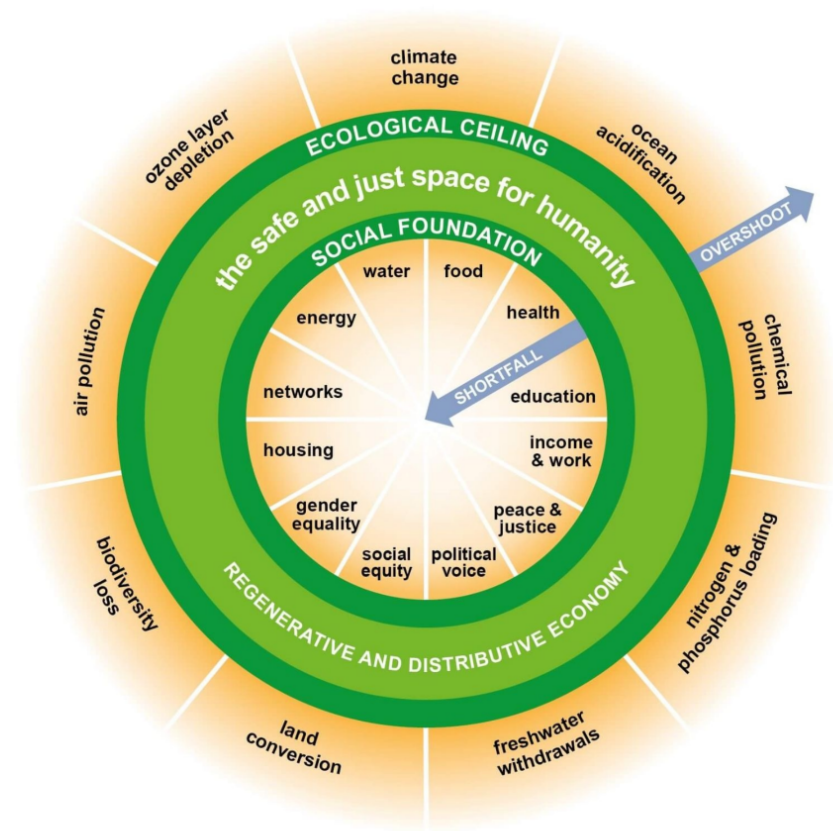 climate
change
ocean
acidification
OVERSHOOT
chemical
pollution
nitrogen &
phosphorus loading
freshwater
withdrawals
land
conversion
biodiversity
loss
air pollution
ozone layer
depletion
ECOLOGICAL CEILING
the safe and just space for humanity
SOCIAL FOUNDATION
water
food
health
SHORTFALL
education
income
& work
peace &
justice
political
voice
social
equity
gender
equality
housing
networks
energy
REGENERATIVE AND DISTRIBUTIVE ECONOMY